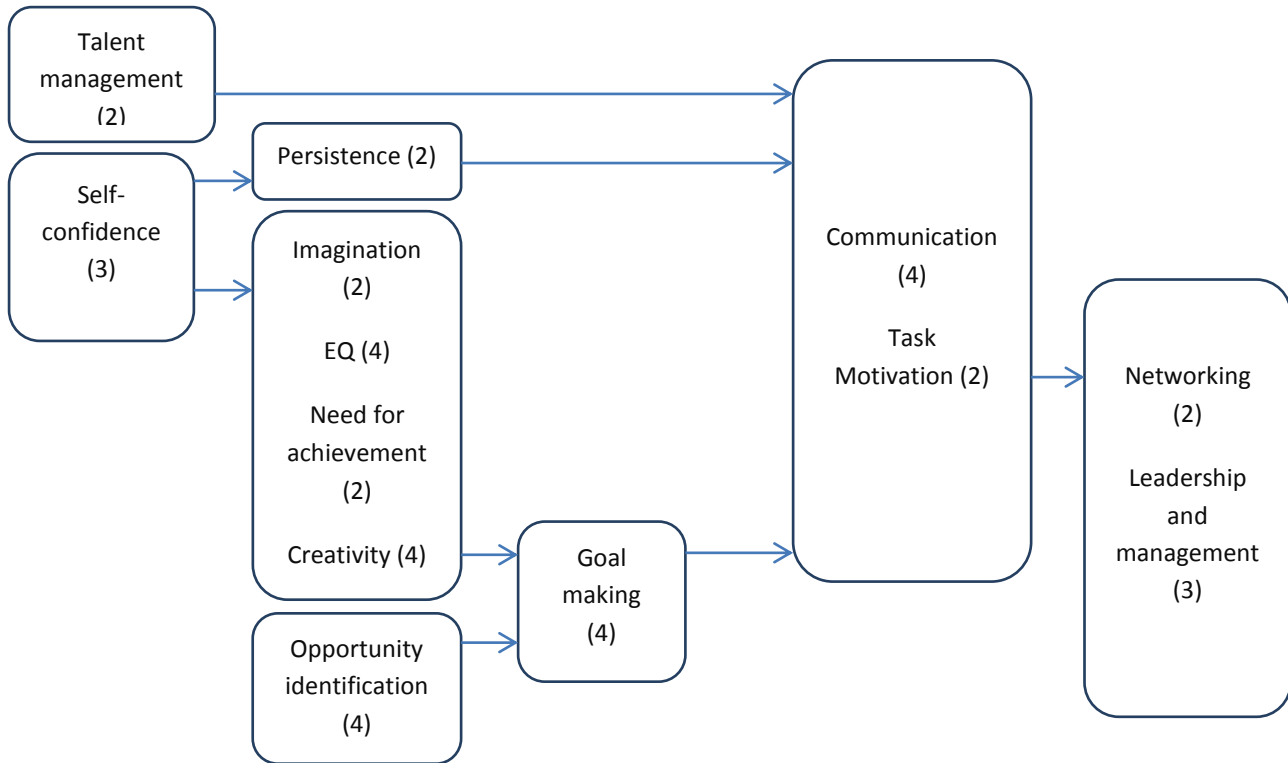 Talent
management
(2)
Self-
confidence
(3)
Persistence (2)
Imagination
(2)
EQ (4)
Need for
achievement
(2)
Creativity (4)
Opportunity
identification
(4)
Goal
making
(4)
Communication
(4)
Task
Motivation (2)
Networking
(2)
Leadership
and
management
(3)